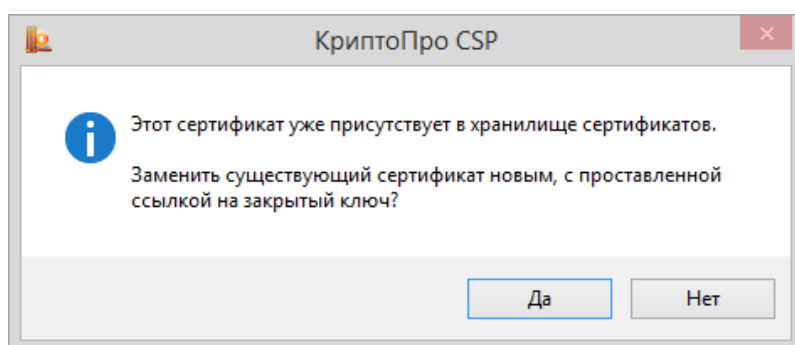 КриптоПро CSP
Этот сертификат уже присутствует в хранилище сертификатов.
Заменить существующий сертификат новым, с проставленной
ссылкой на закрытый ключ?
Да
Нет